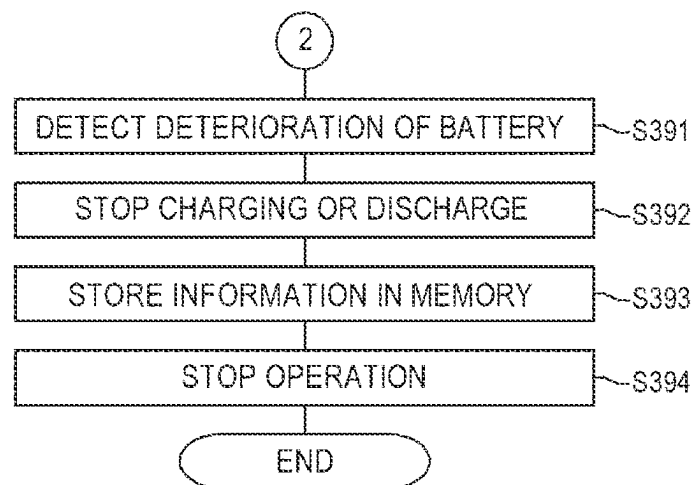 2
DETECT DETERIORATION OF BATTERY S391
STOP CHARGING OR DISCHARGE S392
STORE INFORMATION IN MEMORY S393
STOP OPERATION S394
END